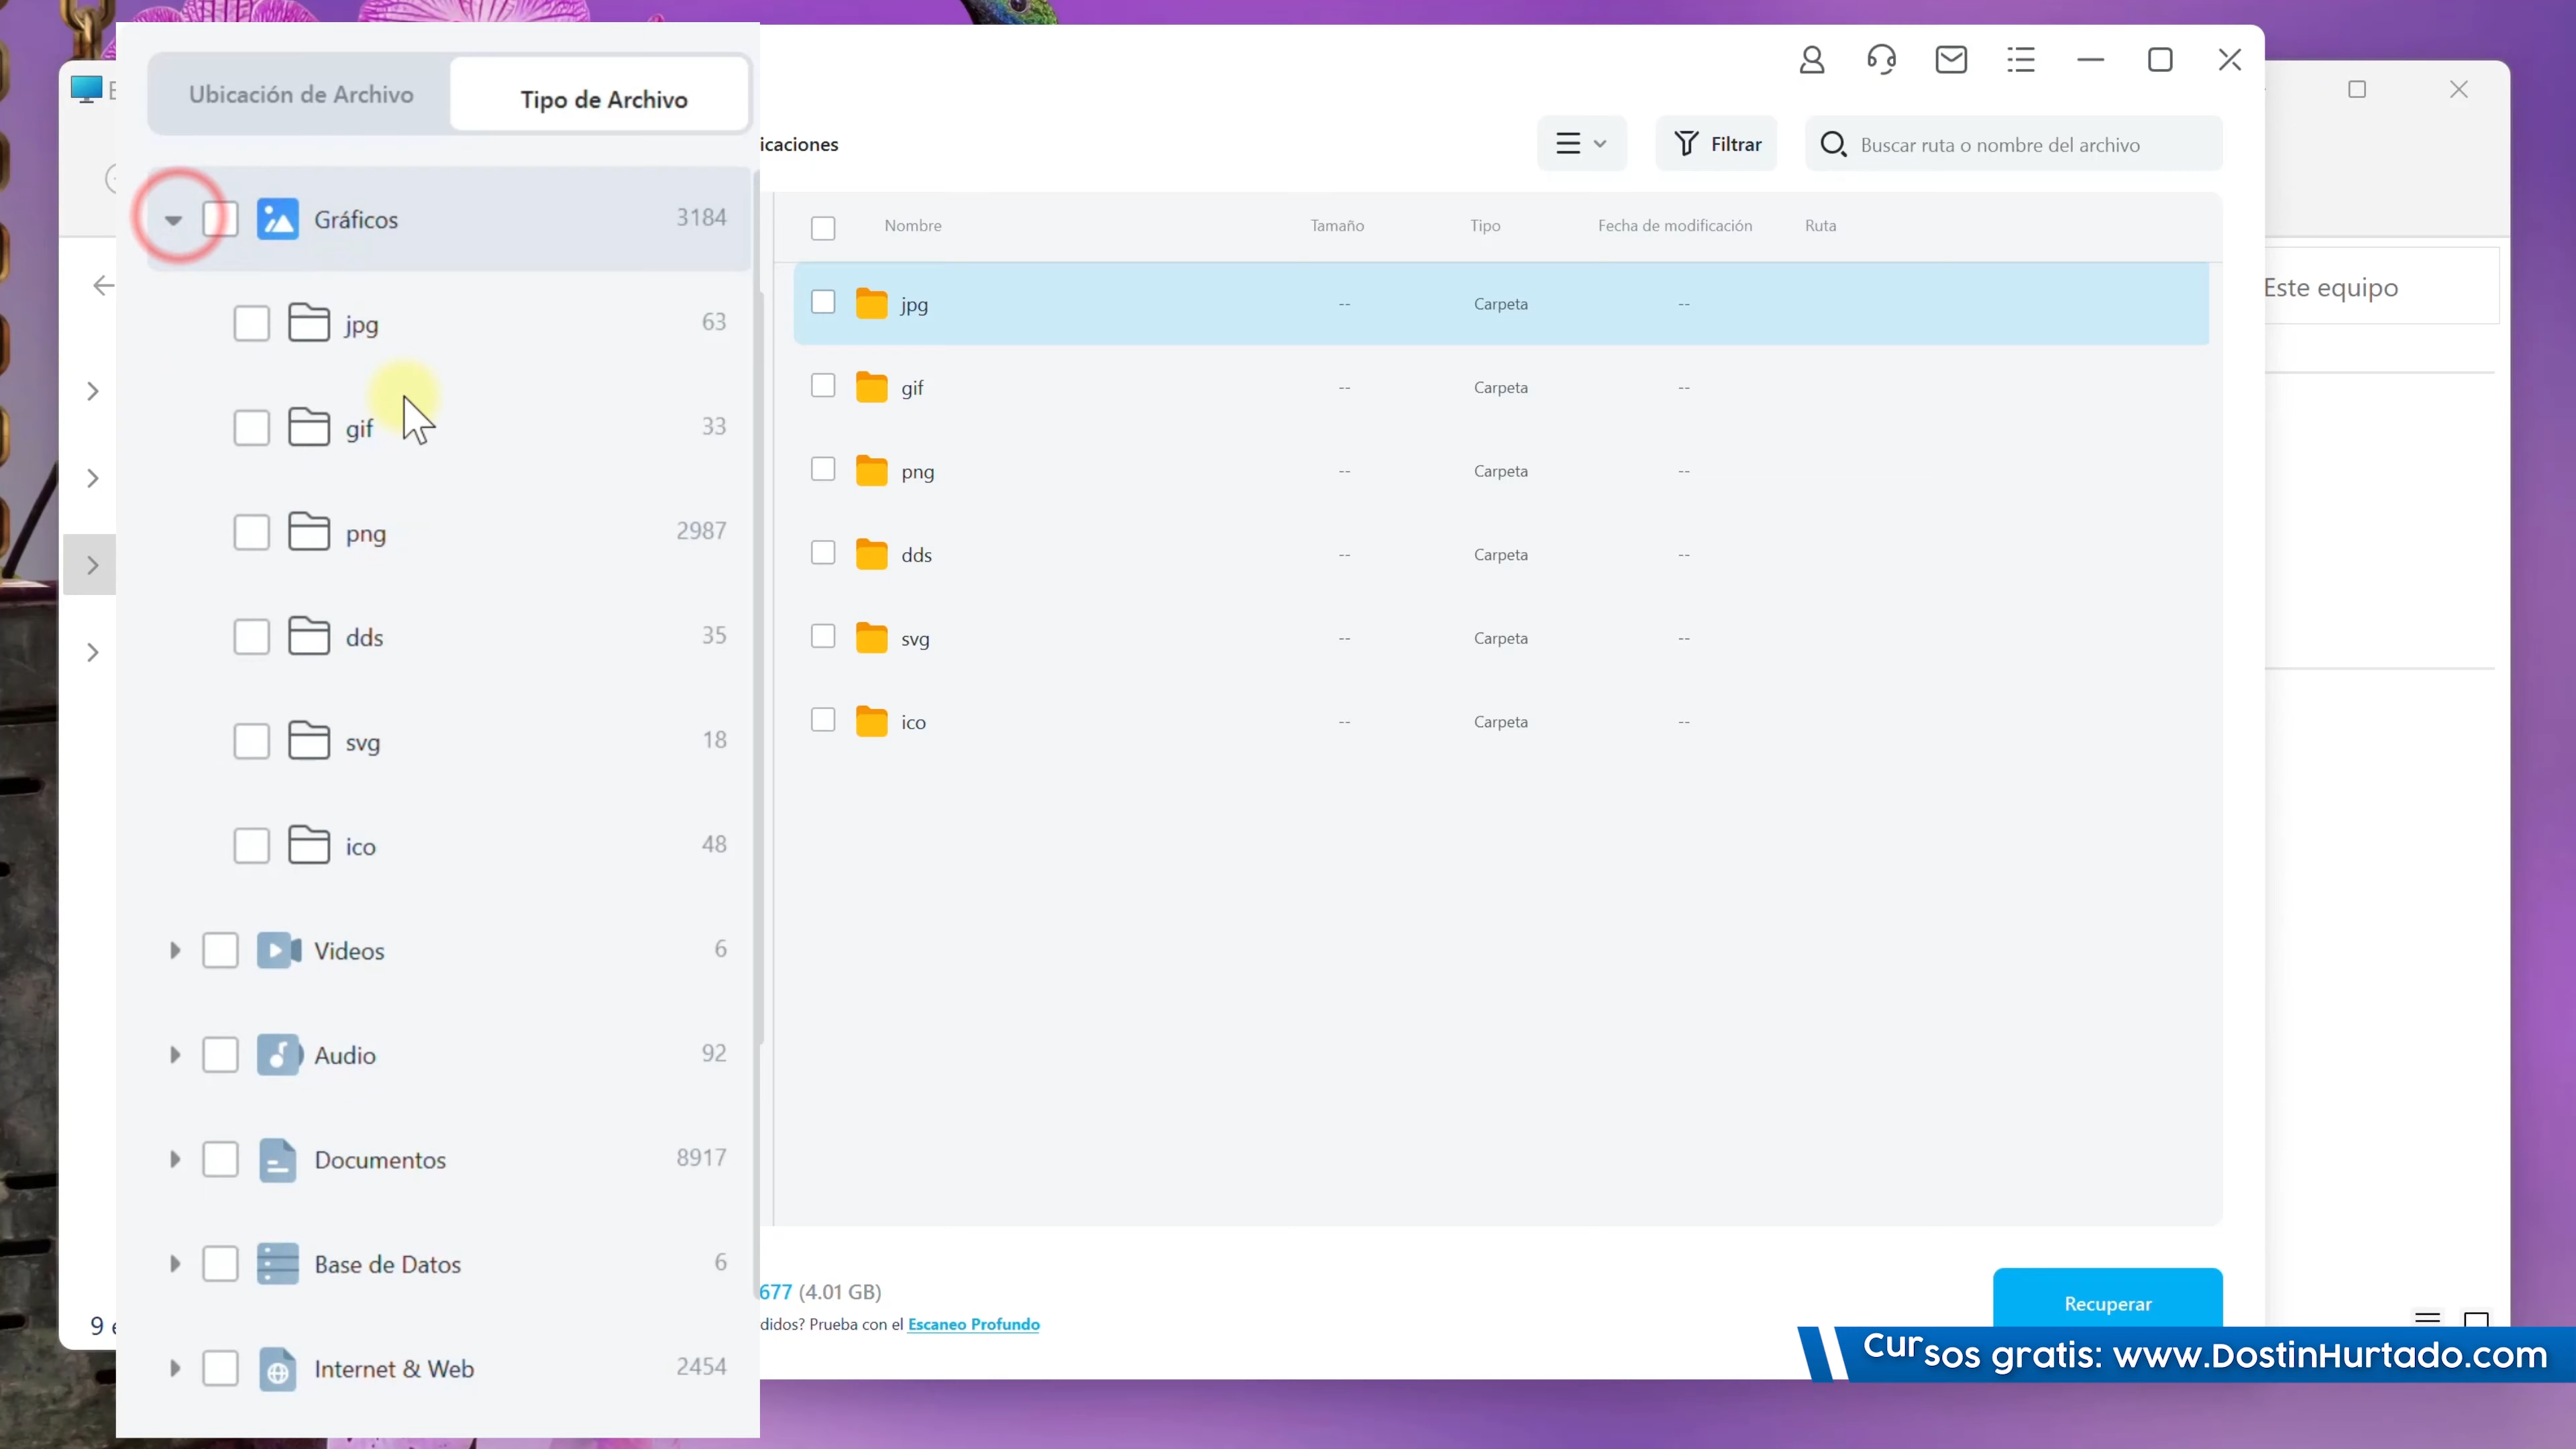 Ubicación de Archivo
Tipo de Archivo
Gráficos 3184
jpg 63
gif 33
png 2987
dds 35
svg 18
ico 48
Videos 6
Audio 92
Documentos 8917
Base de Datos 6
Internet & Web 2454
icaciones
Filtrar
Buscar ruta o nombre del archivo
Nombre Tamaño Tipo Fecha de modificación Ruta
jpg -- Carpeta --
gif -- Carpeta --
png -- Carpeta --
dds -- Carpeta --
svg -- Carpeta --
ico -- Carpeta --
677 (4.01 GB)
didos? Prueba con el Escaneo Profundo
Recuperar
Este equipo
9
Cursos gratis: www.DostinHurtado.com